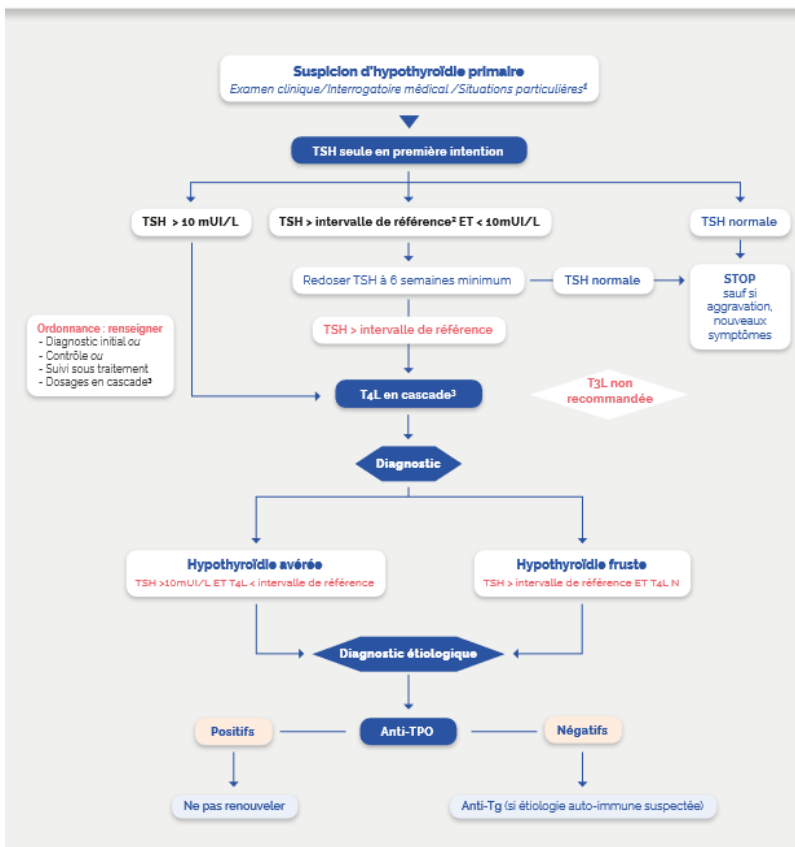 Suspicion d'hypothyroïdie primaire
Examen clinique/Interrogatoire médical /Situations particulières¹
TSH seule en première intention
TSH > 10 mUI/L
TSH > intervalle de référence² ET < 10mUI/L
TSH normale
Redoser TSH à 6 semaines minimum
TSH normale
STOP
sauf si
aggravation,
nouveaux
symptômes
TSH > intervalle de référence
Ordonnance : renseigner
- Diagnostic initial ou
- Contrôle ou
- Suivi sous traitement
- Dosages en cascade³
T4L en cascade³
T3L non
recommandée
Diagnostic
Hypothyroïdie avérée
TSH >10mUI/L ET T4L < intervalle de référence
Hypothyroïdie fruste
TSH > intervalle de référence ET T4L N
Diagnostic étiologique
Positifs
Anti-TPO
Négatifs
Ne pas renouveler
Anti-Tg (si étiologie auto-immune suspectée)